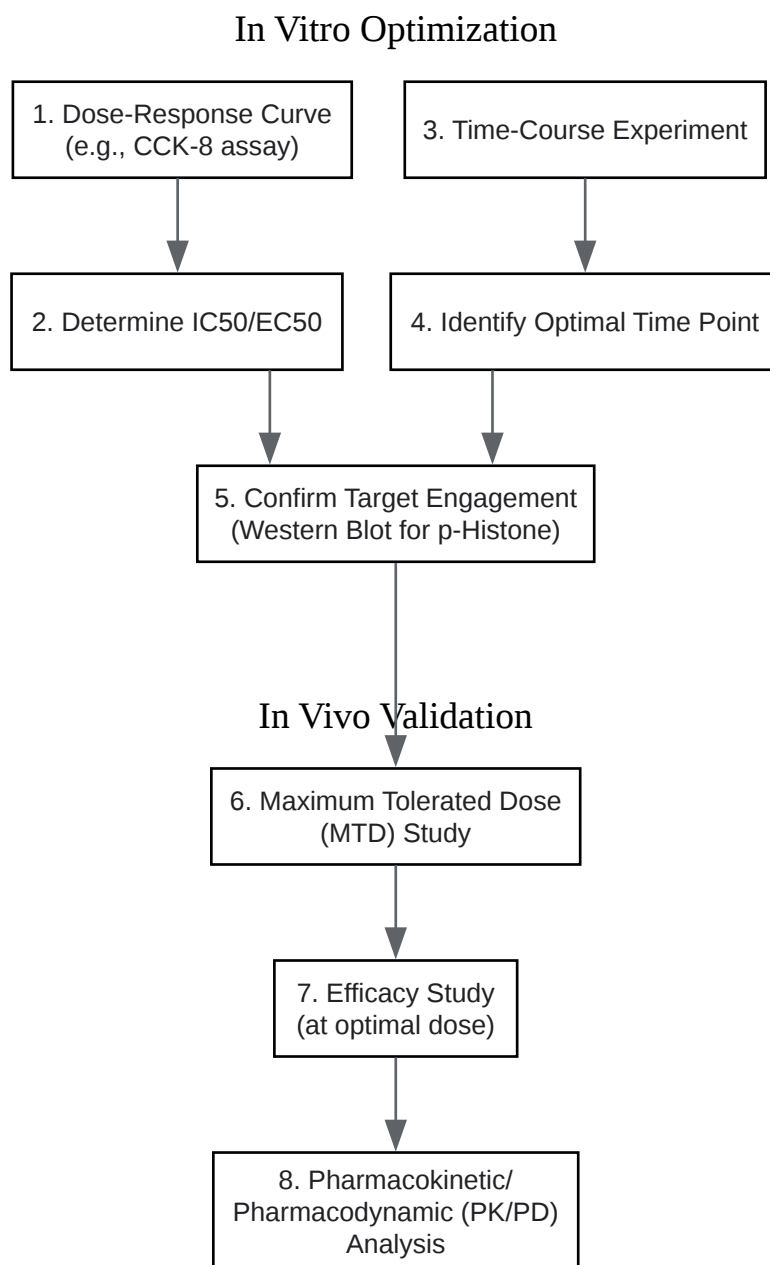 In Vitro Optimization
1. Dose-Response Curve
(e.g., CCK-8 assay)
3. Time-Course Experiment
2. Determine IC50/EC50
4. Identify Optimal Time Point
5. Confirm Target Engagement
(Western Blot for p-Histone)
In Vivo Validation
6. Maximum Tolerated Dose
(MTD) Study
7. Efficacy Study
(at optimal dose)
8. Pharmacokinetic/
Pharmacodynamic (PK/PD)
Analysis